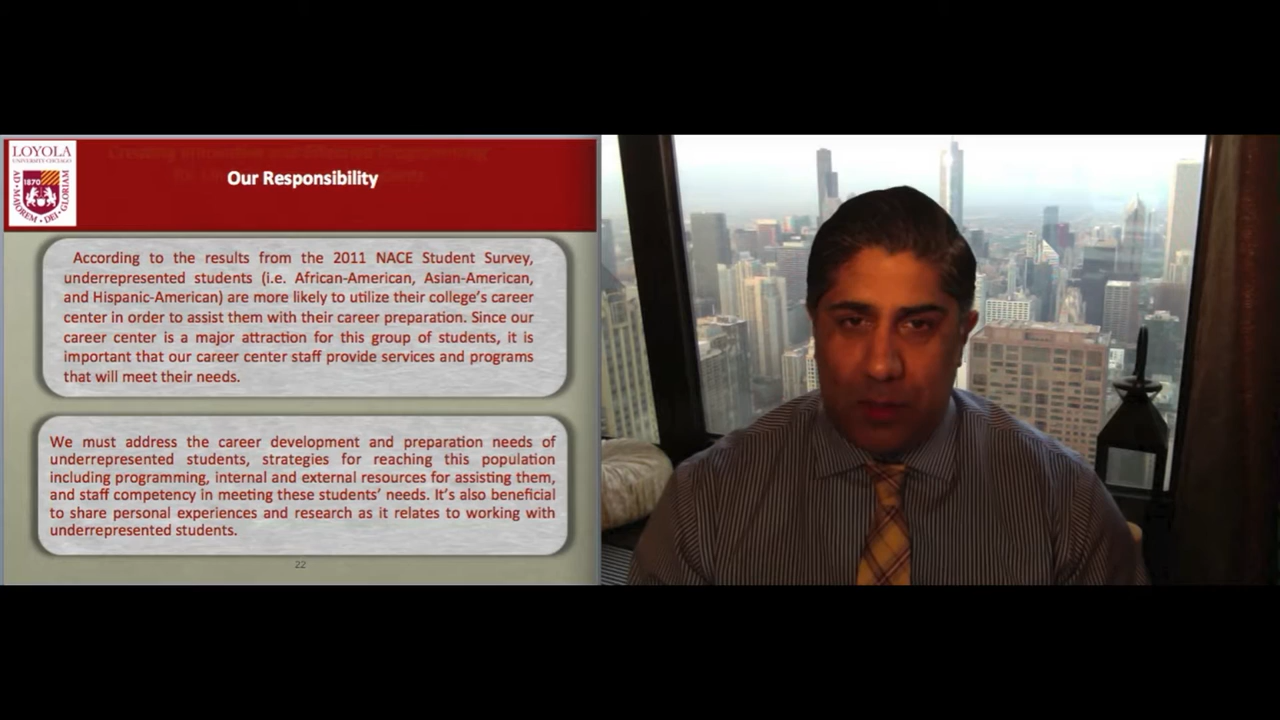 LOYOLA
UNIVERSITY CHICAGO
1870
AD • MAJOREM • DEI • GLORIAM
Our Responsibility
According to the results from the 2011 NACE Student Survey,
underrepresented students (i.e. African-American, Asian-American,
and Hispanic-American) are more likely to utilize their college's career
center in order to assist them with their career preparation. Since our
career center is a major attraction for this group of students, it is
important that our career center staff provide services and programs
that will meet their needs.
We must address the career development and preparation needs of
underrepresented students, strategies for reaching this population
including programming, internal and external resources for assisting them,
and staff competency in meeting these students' needs. It's also beneficial
to share personal experiences and research as it relates to working with
underrepresented students.
22